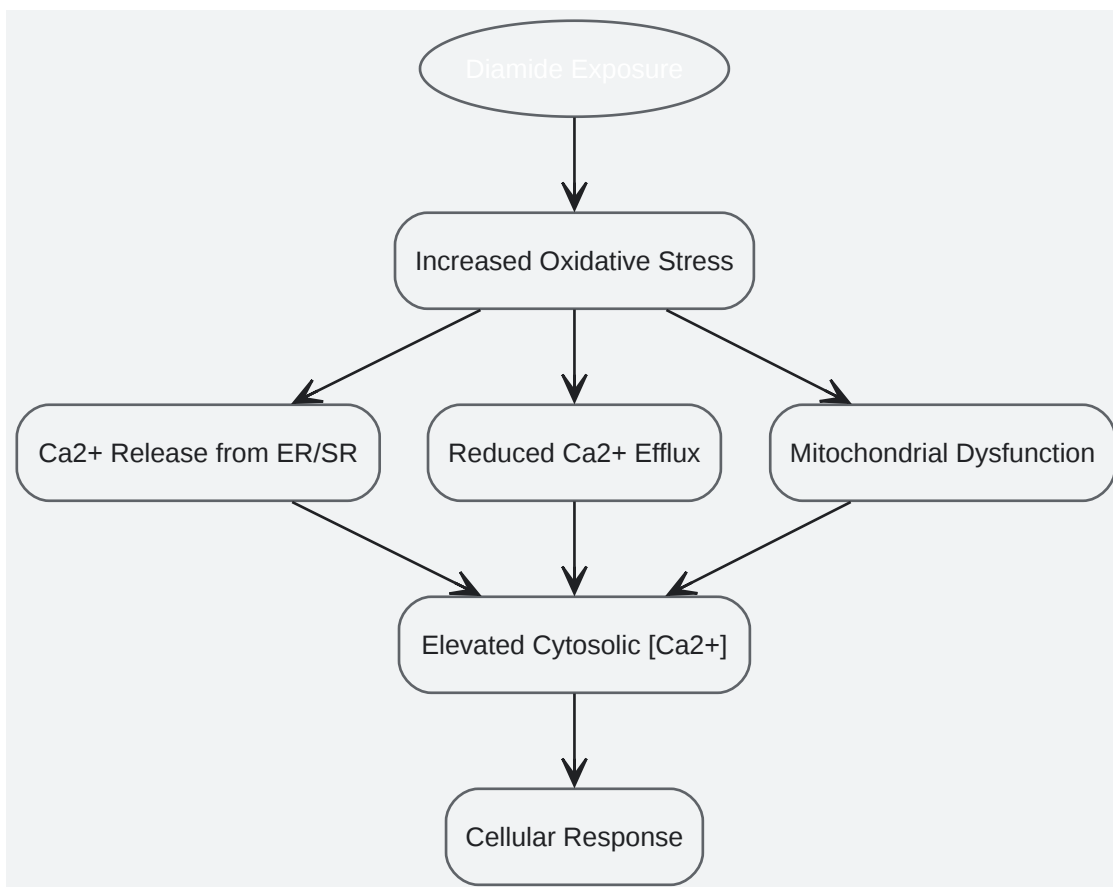 Diamide Exposure
Increased Oxidative Stress
Ca2+ Release from ER/SR
Reduced Ca2+ Efflux
Mitochondrial Dysfunction
Elevated Cytosolic [Ca2+]
Cellular Response